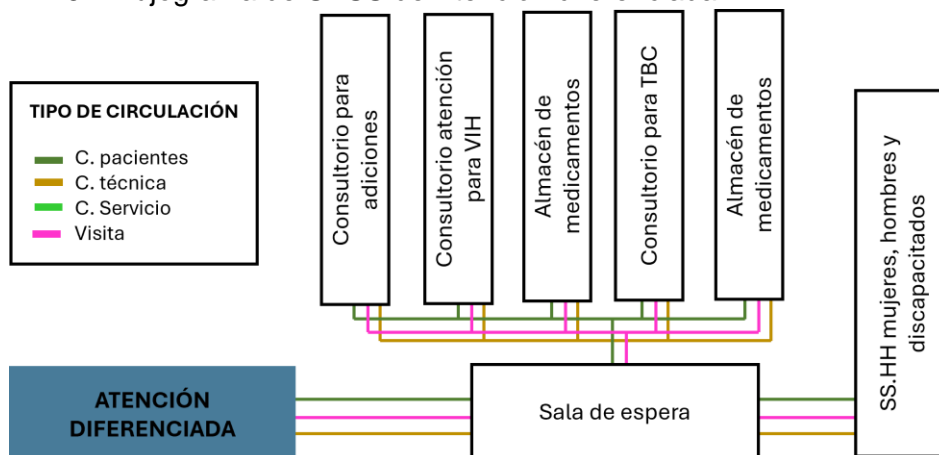 TIPO DE CIRCULACIÓN
C. pacientes
C. técnica
C. Servicio
Visita
Consultorio para
adiciones
Consultorio atención
para VIH
Almacén de
medicamentos
Consultorio para TBC
Almacén de
medicamentos
SS.HH mujeres, hombres y
discapacitados
ATENCIÓN
DIFERENCIADA
Sala de espera